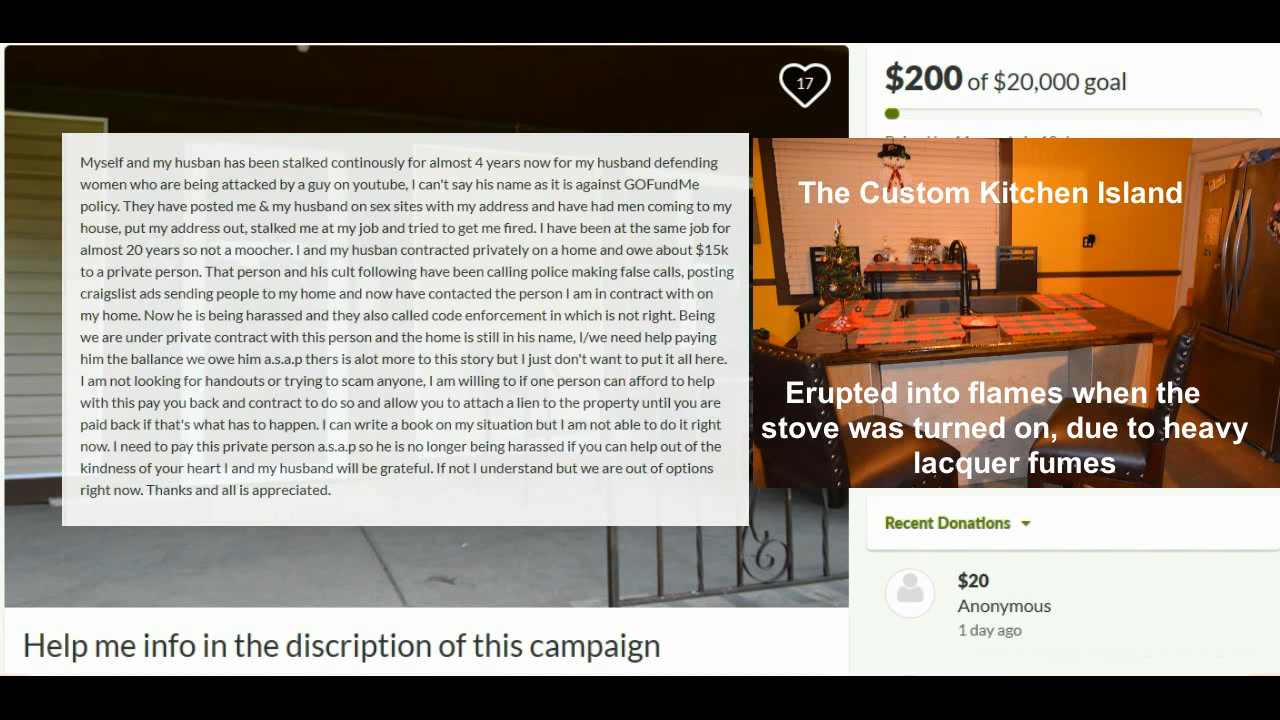 17
$200 of $20,000 goal
Myself and my husban has been stalked continously for almost 4 years now for my husband defending
women who are being attacked by a guy on youtube, I can't say his name as it is against GOFundMe
policy. They have posted me & my husband on sex sites with my address and have had men coming to my
house, put my address out, stalked me at my job and tried to get me fired. I have been at the same job for
almost 20 years so not a moocher. I and my husban contracted privately on a home and owe about $15k
to a private person. That person and his cult following have been calling police making false calls, posting
craigslist ads sending people to my home and now have contacted the person I am in contract with on
my home. Now he is being harassed and they also called code enforcement in which is not right. Being
we are under private contract with this person and the home is still in his name, I/we need help paying
him the ballance we owe him a.s.a.p thers is alot more to this story but I just don't want to put it all here.
I am not looking for handouts or trying to scam anyone, I am willing to if one person can afford to help
with this pay you back and contract to do so and allow you to attach a lien to the property until you are
paid back if that's what has to happen. I can write a book on my situation but I am not able to do it right
now. I need to pay this private person a.s.a.p so he is no longer being harassed if you can help out of the
kindness of your heart I and my husband will be grateful. If not I understand but we are out of options
right now. Thanks and all is appreciated.
The Custom Kitchen Island
Erupted into flames when the
stove was turned on, due to heavy
lacquer fumes
Recent Donations
$20
Anonymous
1 day ago
Help me info in the discription of this campaign